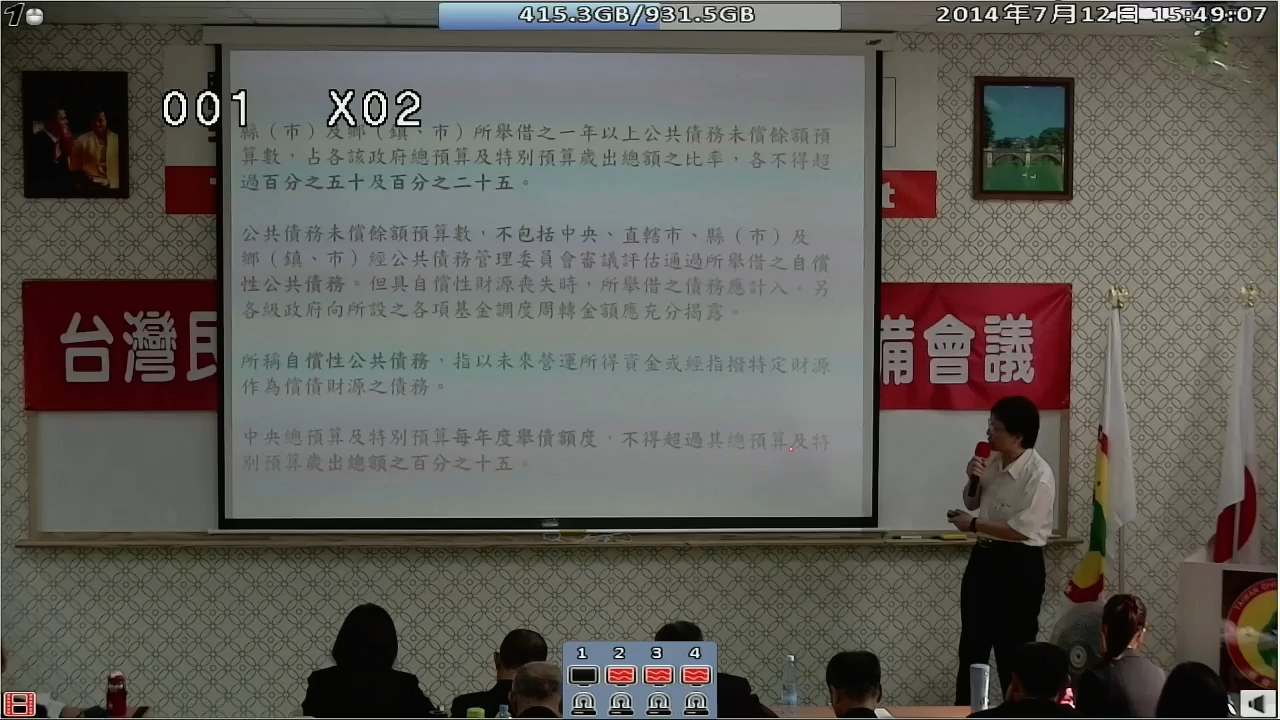 1
415.3GB/931.5GB
2014年7月12日 15:49:07
001 X02
縣（市）及鄉（鎮、市）所舉借之一年以上公共債務未償餘額預
算數，占各該政府總預算及特別預算歲出總額之比率，各不得超
過百分之五十及百分之二十五。
公共債務未償餘額預算數，不包括中央、直轄市、縣（市）及
鄉（鎮、市）經公共債務管理委員會審議評估通過所舉借之自償
性公共債務。但具自償性財源喪失時，所舉借之債務應計入。另
各級政府向所設之各項基金調度周轉金額應充分揭露。
所稱自償性公共債務，指以未來營運所得資金或經指撥特定財源
作為償債財源之債務。
中央總預算及特別預算每年度舉債額度，不得超過其總預算及特
別預算歲出總額之百分之十五。
t
台灣民
備會議
TAIWAN CIVI
1 2 3 4